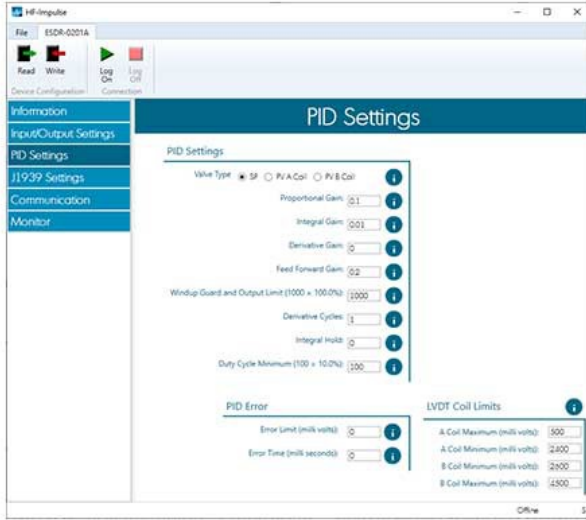 HF-Impulse
File ESDR-0201A
Read Write Log On Log Off
Device Configuration Connection
Information
Input/Output Settings
PID Settings
J1939 Settings
Communication
Monitor
PID Settings
PID Settings
Valve Type SP PV A Coil PV B Coil
Proportional Gain: 0.1
Integral Gain: 0.01
Derivative Gain: 0
Feed Forward Gain: 0.2
Windup Guard and Output Limit (1000 = 100.0%): 1000
Derivative Cycles: 1
Integral Hold: 0
Duty Cycle Minimum (100 = 10.0%): 100
PID Error
Error Limit (milli volts): 0
Error Time (milli seconds): 0
LVDT Coil Limits
A Coil Maximum (milli volts): 500
A Coil Minimum (milli volts): 2400
B Coil Minimum (milli volts): 2600
B Coil Maximum (milli volts): 4500
Offline